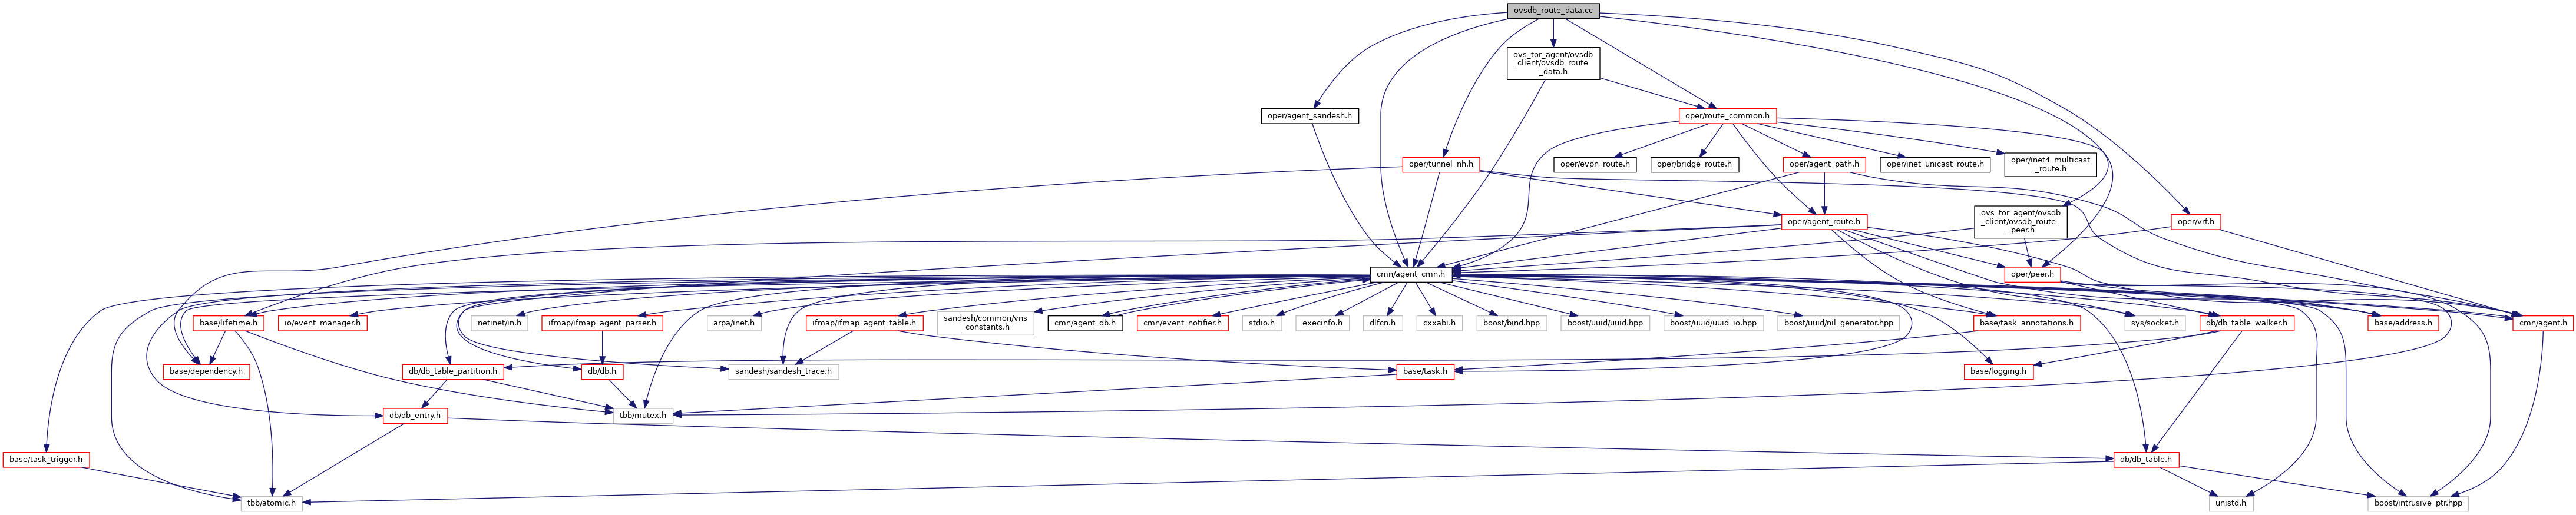 ovsdb_route_data.cc
ovs_tor_agent/ovsdb
_client/ovsdb_route
_data.h
oper/agent_sandesh.h
oper/route_common.h
oper/tunnel_nh.h
oper/evpn_route.h
oper/bridge_route.h
oper/agent_path.h
oper/inet_unicast_route.h
oper/inet4_multicast
_route.h
oper/agent_route.h
ovs_tor_agent/ovsdb
_client/ovsdb_route
_peer.h
oper/vrf.h
cmn/agent_cmn.h
oper/peer.h
base/lifetime.h
io/event_manager.h
netinet/in.h
ifmap/ifmap_agent_parser.h
arpa/inet.h
ifmap/ifmap_agent_table.h
sandesh/common/vns
_constants.h
cmn/agent_db.h
cmn/event_notifier.h
stdio.h
execinfo.h
dlfcn.h
cxxabi.h
boost/bind.hpp
boost/uuid/uuid.hpp
boost/uuid/uuid_io.hpp
boost/uuid/nil_generator.hpp
base/task_annotations.h
sys/socket.h
db/db_table_walker.h
base/address.h
cmn/agent.h
base/dependency.h
db/db_table_partition.h
db/db.h
sandesh/sandesh_trace.h
base/task.h
base/logging.h
db/db_entry.h
tbb/mutex.h
base/task_trigger.h
db/db_table.h
tbb/atomic.h
unistd.h
boost/intrusive_ptr.hpp